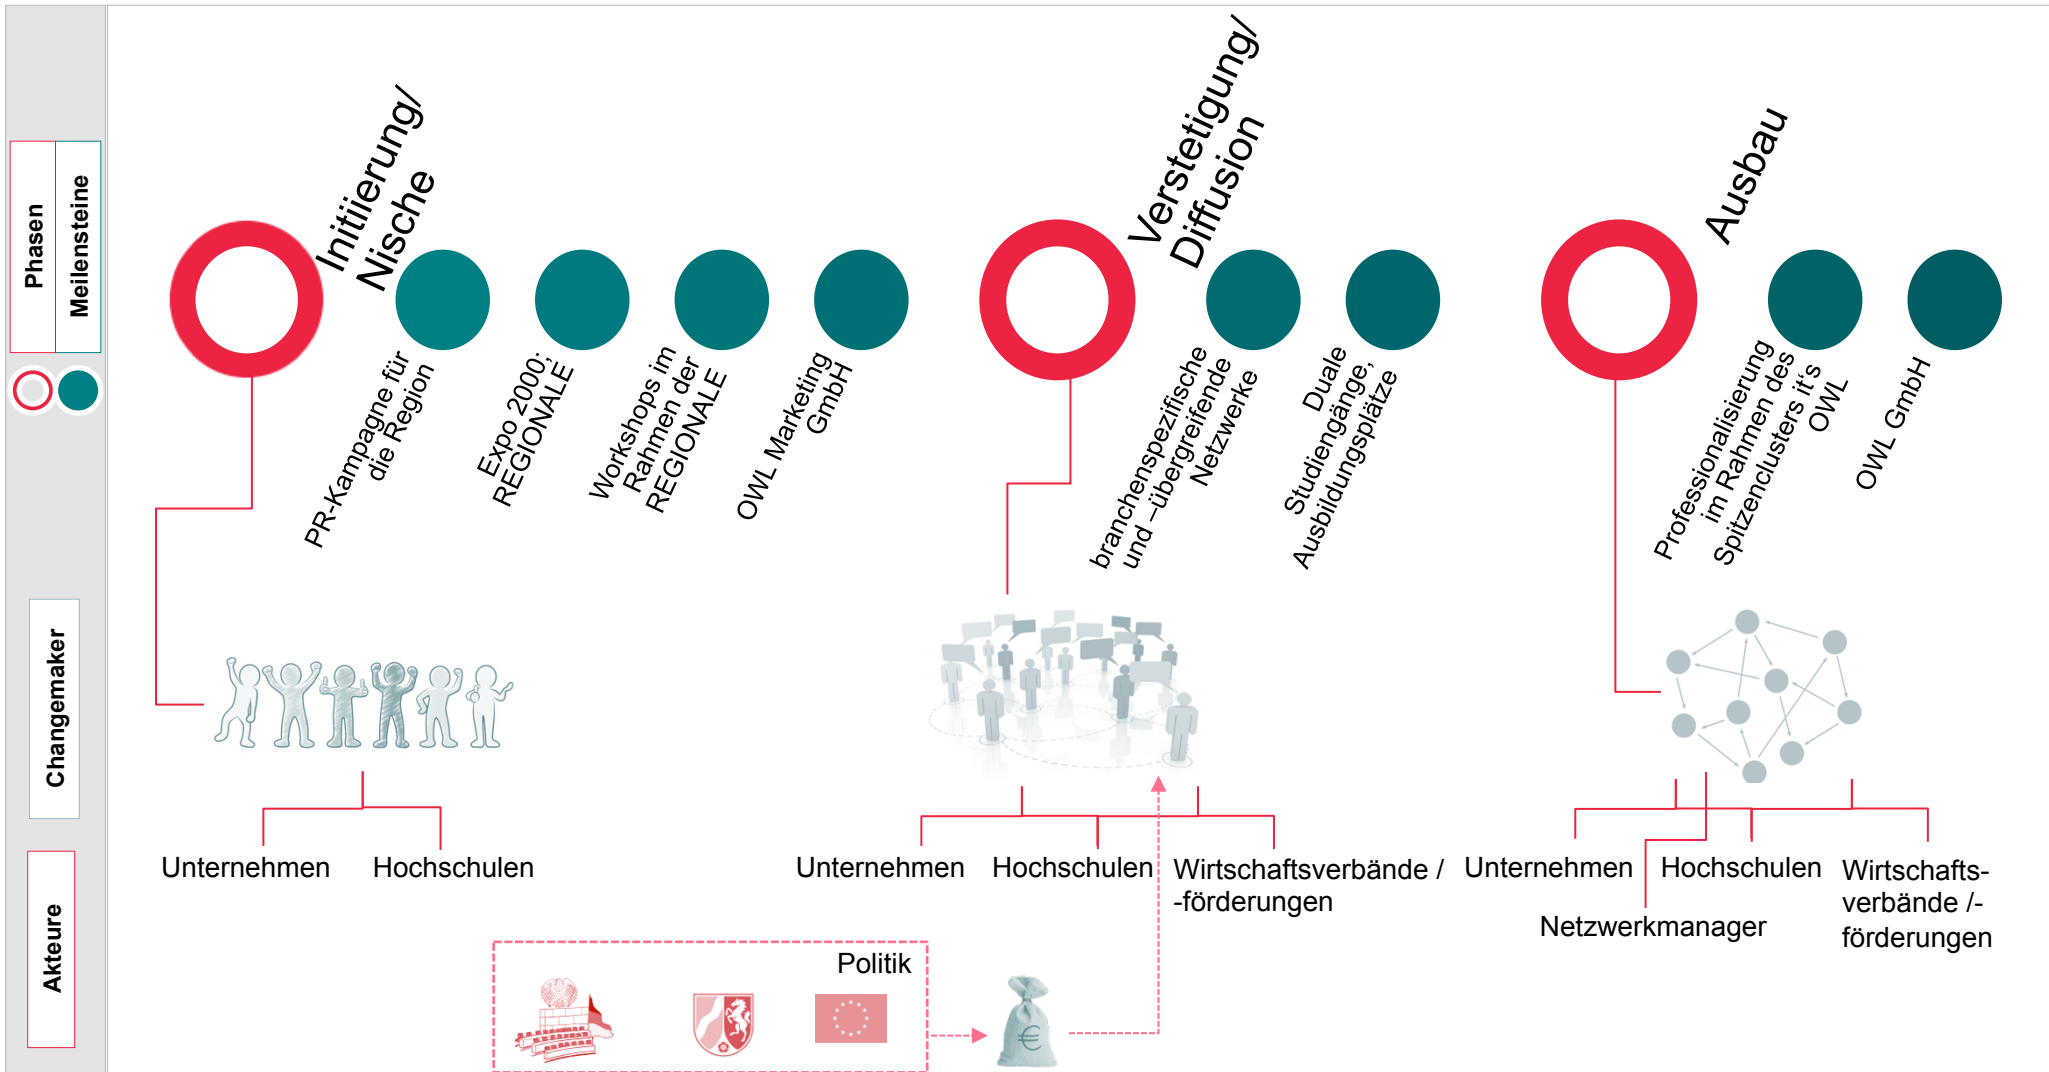 Phasen
Meilensteine
Changemaker
Akteure
Initiierung/
Nische
PR-Kampagne für
die Region
Expo 2000;
REGIONALE
Workshops im
Rahmen der
REGIONALE
OWL Marketing
GmbH
Verstetigung/
Diffusion
branchenspezifische
und –übergreifende
Netzwerke
Duale
Studiengänge,
Ausbildungsplätze
Ausbau
Professionalisierung
im Rahmen des
Spitzenclusters it‘s
OWL
OWL GmbH
Unternehmen
Hochschulen
Unternehmen
Hochschulen
Wirtschaftsverbände /
-förderungen
Unternehmen
Hochschulen
Wirtschafts-
verbände /-
förderungen
Netzwerkmanager
Politik
€